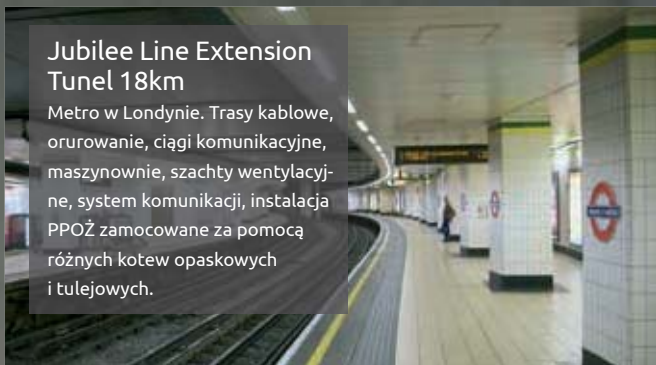 Jubilee Line Extension
Tunel 18km
Metro w Londynie. Trasy kablowe,
orurowanie, ciągi komunikacyjne,
maszynownie, szachty wentylacyj-
ne, system komunikacji, instalacja
PPOŻ zamocowane za pomocą
różnych kotew opaskowych
i tulejowych.